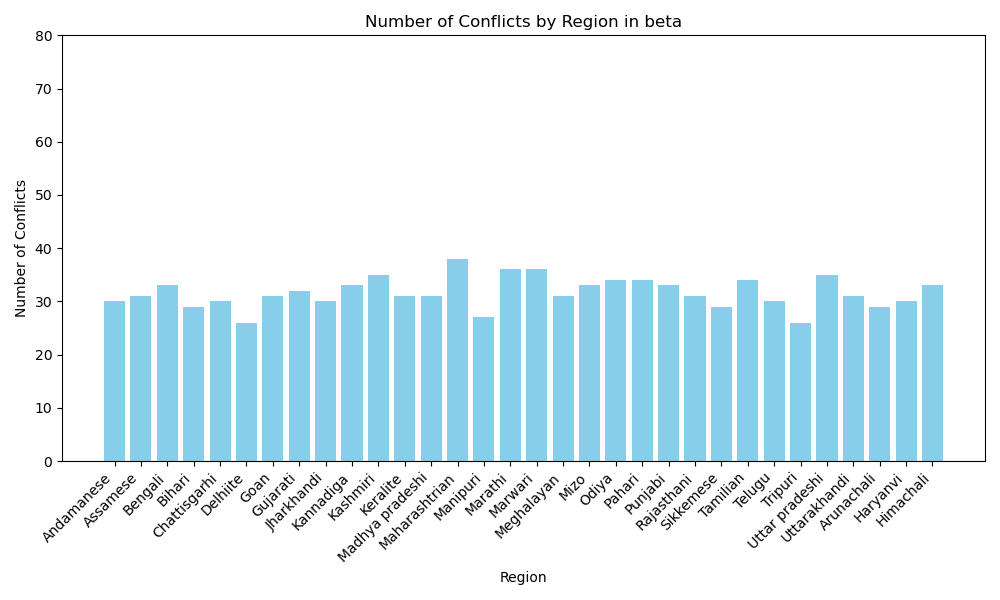 Number of Conflicts by Region in beta
Number of Conflicts
80
70
60
50
40
30
20
10
0
Andamanese
Assamese
Bengali
Bihari
Chattisgarhi
Delhiite
Goan
Gujarati
Jharkhandi
Kannadiga
Kashmiri
Keralite
Madhya pradeshi
Maharashtrian
Manipuri
Marathi
Marwari
Meghalayan
Mizo
Odiya
Pahari
Punjabi
Rajasthani
Sikkemese
Tamilian
Telugu
Tripuri
Uttar pradeshi
Uttarakhandi
Arunachali
Haryanvi
Himachali
Region